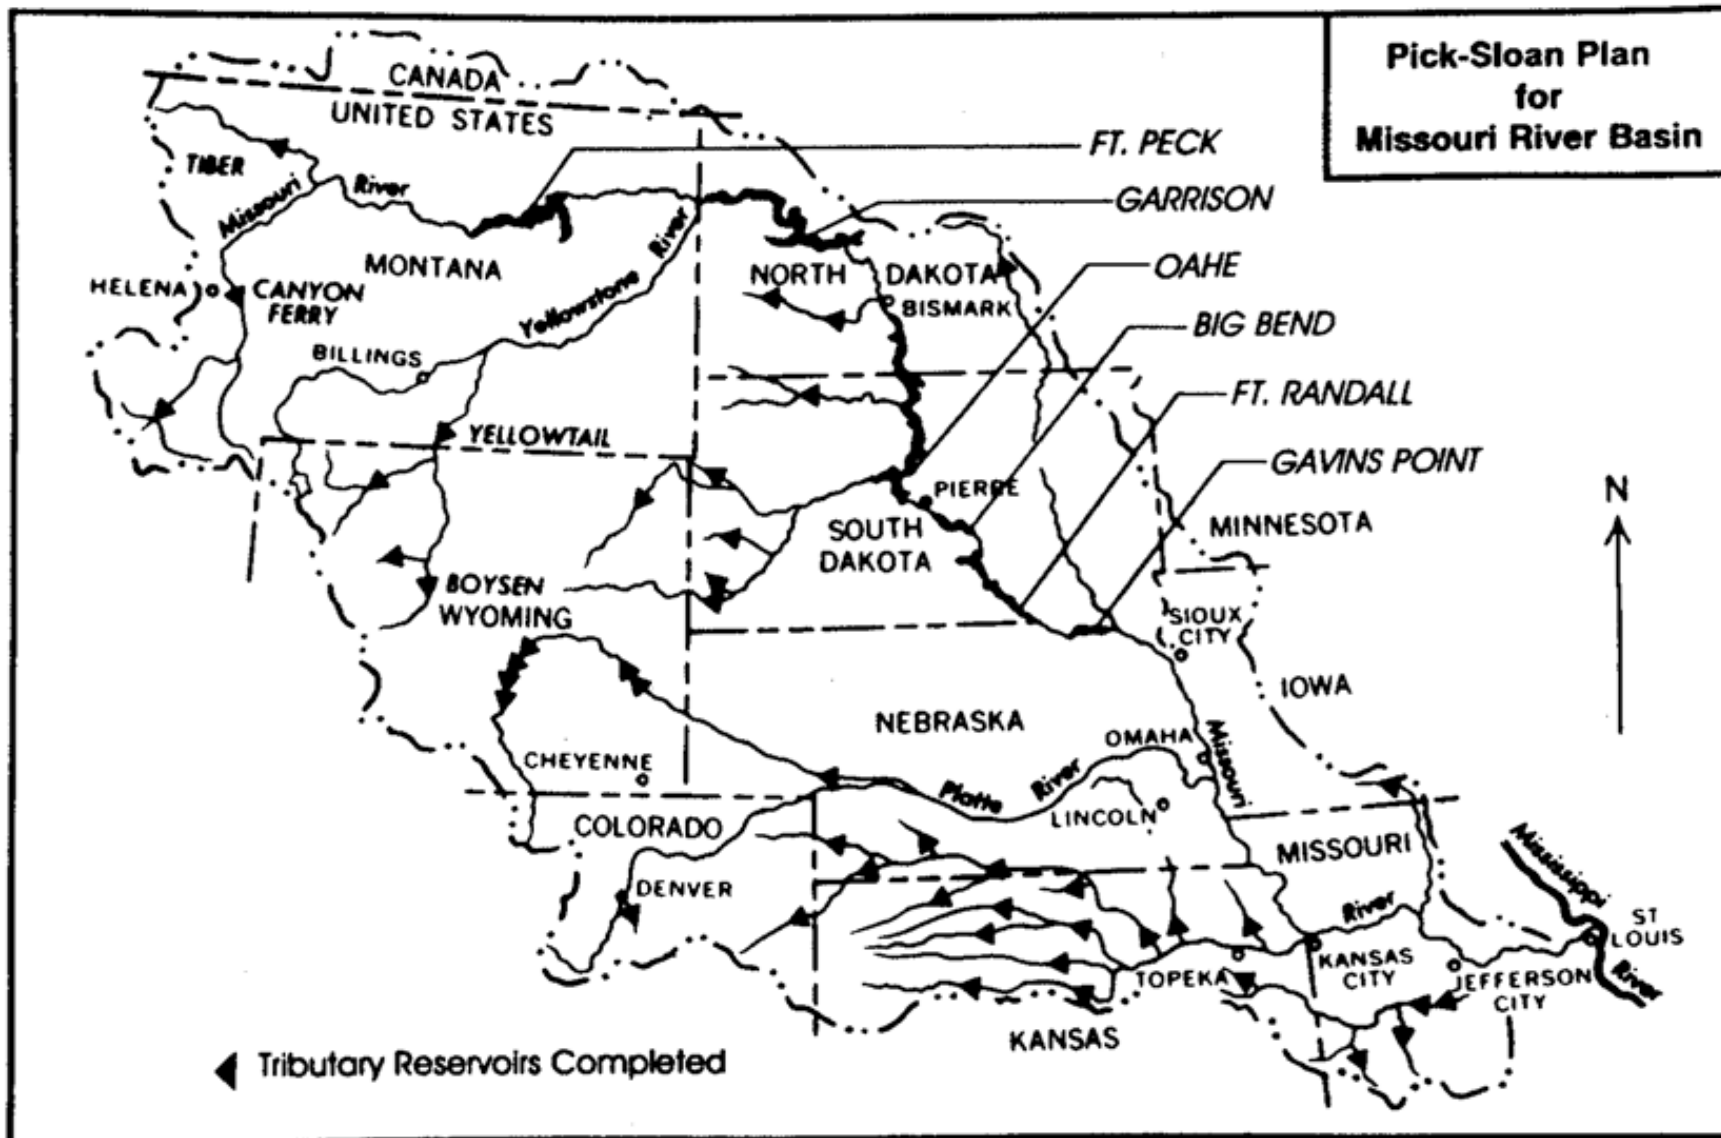 Pick-Sloan Plan
for
Missouri River Basin
CANADA
UNITED STATES
FT. PECK
GARRISON
OAHE
BIG BEND
FT. RANDALL
GAVINS POINT
TIBER
Missouri
River
MONTANA
HELENA
CANYON
FERRY
BILLINGS
Yellowstone
River
NORTH DAKOTA
BISMARK
YELLOWTAIL
PIERRE
SOUTH
DAKOTA
N
MINNESOTA
BOYSEN
WYOMING
SIOUX
CITY
IOWA
NEBRASKA
OMAHA
Missouri
CHEYENNE
Platte
River
LINCOLN
COLORADO
MISSOURI
DENVER
River
Mississippi
River
ST
LOUIS
TOPEKA
KANSAS
CITY
JEFFERSON
CITY
KANSAS
Tributary Reservoirs Completed